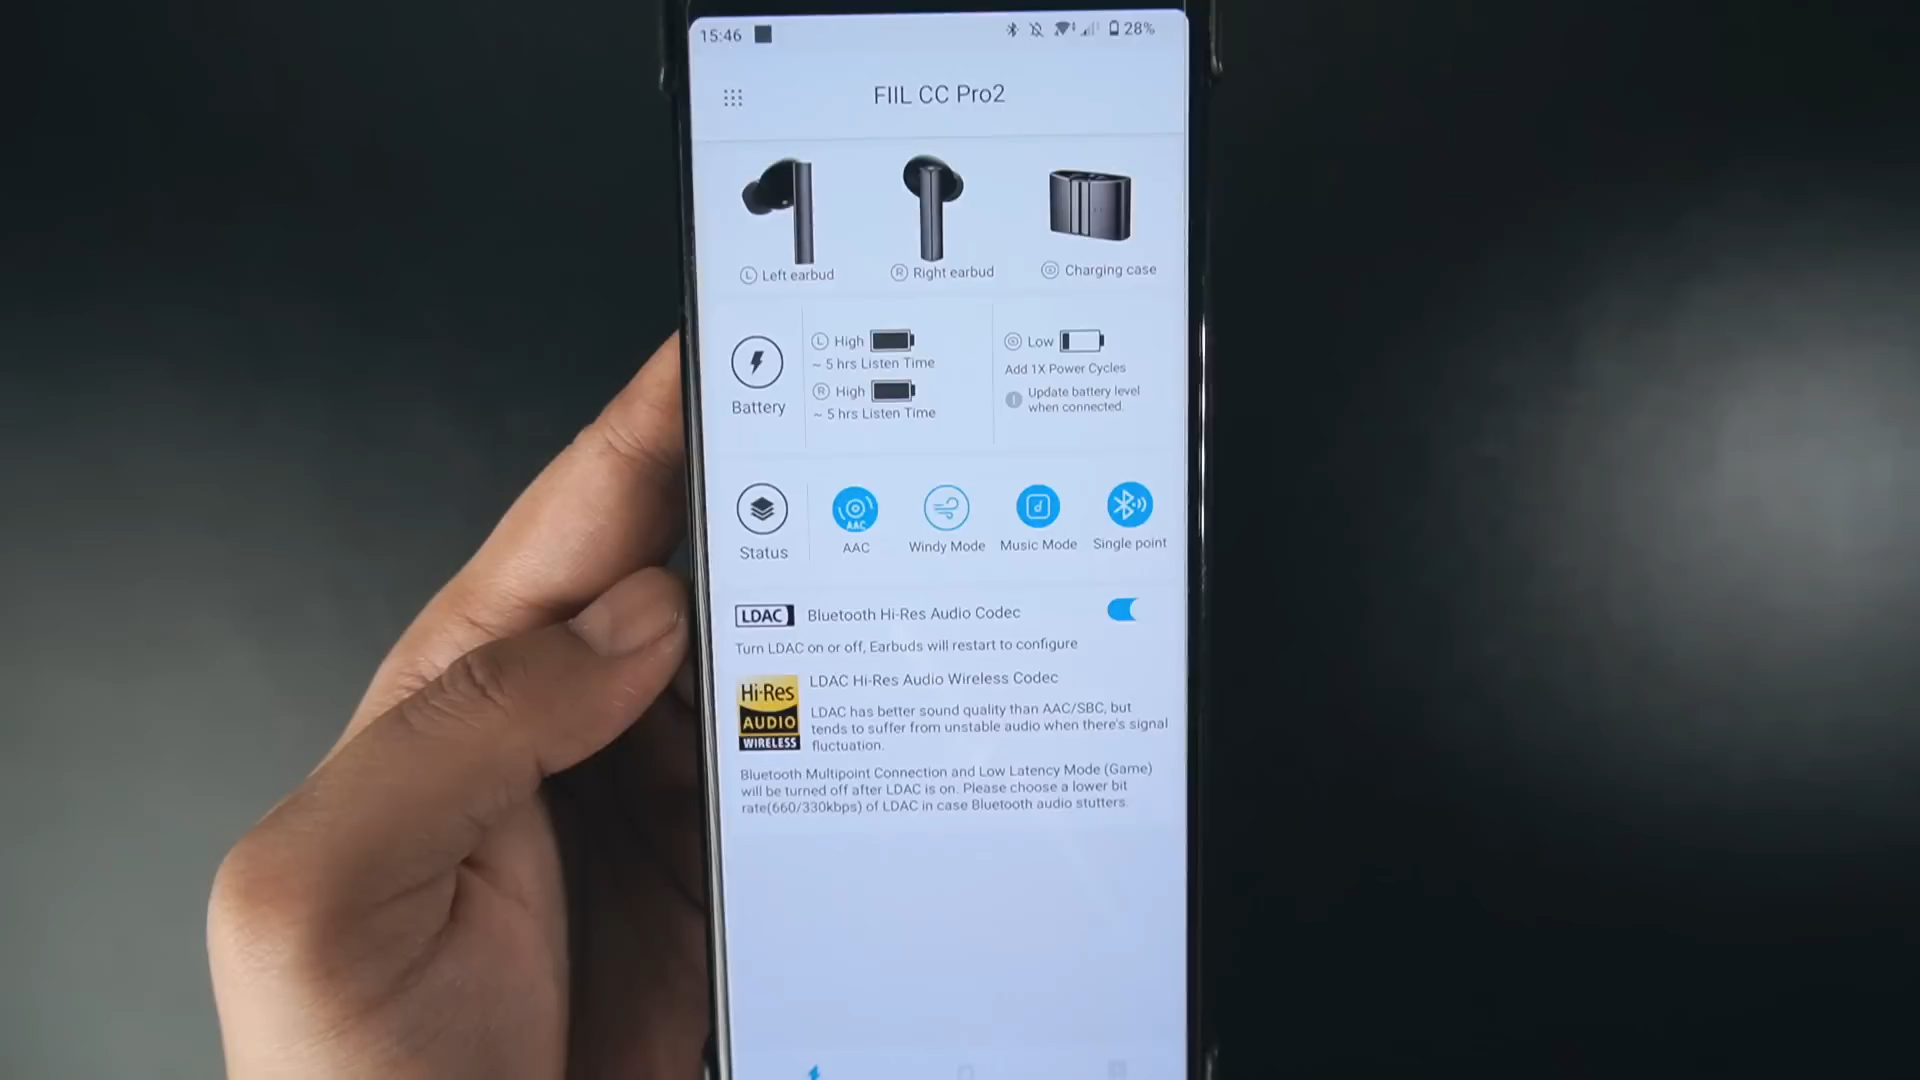 15:46
28%
FIIL CC Pro2
L Left earbud
R Right earbud
Charging case
Battery
L High
~ 5 hrs Listen Time
R High
~ 5 hrs Listen Time
Low
Add 1X Power Cycles
! Update battery level
when connected.
Status
AAC
AAC
Windy Mode
Music Mode
Single point
LDAC
Bluetooth Hi-Res Audio Codec
Turn LDAC on or off, Earbuds will restart to configure
Hi-Res
AUDIO
WIRELESS
LDAC Hi-Res Audio Wireless Codec
LDAC has better sound quality than AAC/SBC, but
tends to suffer from unstable audio when there's signal
fluctuation.
Bluetooth Multipoint Connection and Low Latency Mode (Game)
will be turned off after LDAC is on. Please choose a lower bit
rate(660/330kbps) of LDAC in case Bluetooth audio stutters.